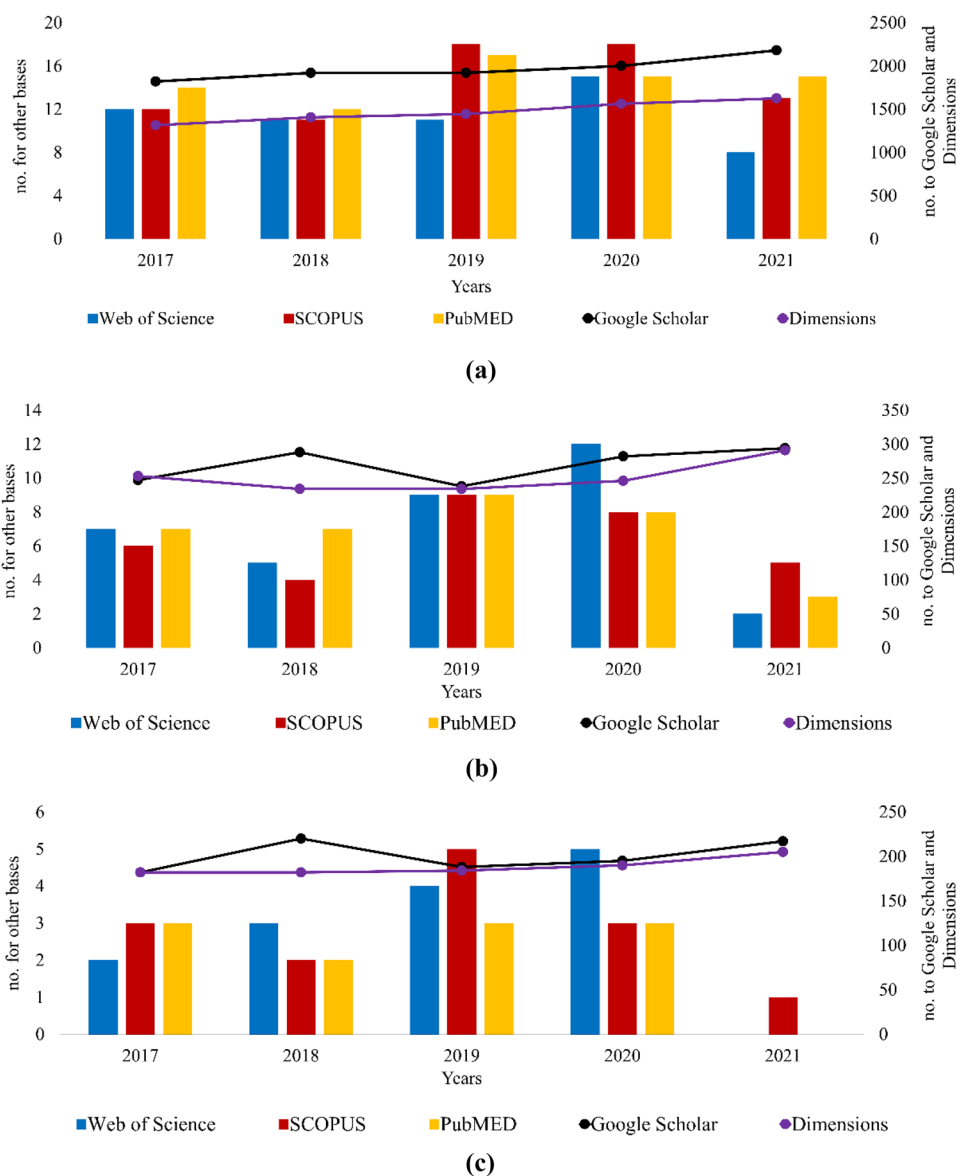 20
16
12
8
4
0
no. for other bases
2500
2000
1500
1000
500
0
no. to Google Scholar and
Dimensions
2017 2018 2019 2020 2021
Years
Web of Science SCOPUS PubMED Google Scholar Dimensions
(a)
14
12
10
8
6
4
2
0
no. for other bases
350
300
250
200
150
100
50
0
no. to Google Scholar and
Dimensions
2017 2018 2019 2020 2021
Years
Web of Science SCOPUS PubMED Google Scholar Dimensions
(b)
6
5
4
3
2
1
0
no. for other bases
250
200
150
100
50
0
no. to Google Scholar and
Dimensions
2017 2018 2019 2020 2021
Years
Web of Science SCOPUS PubMED Google Scholar Dimensions
(c)